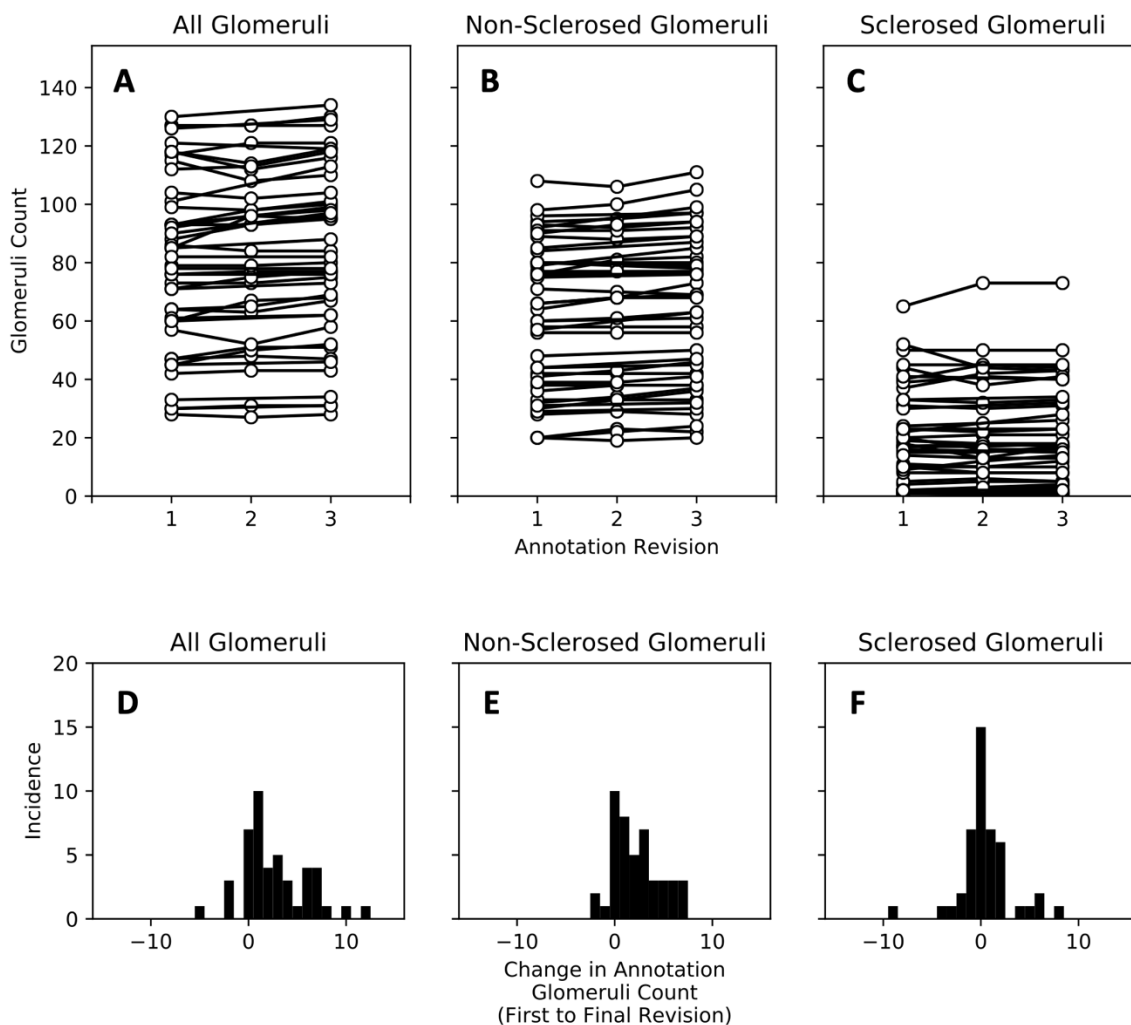 All Glomeruli
Non-Sclerosed Glomeruli
Sclerosed Glomeruli
A
B
C
Glomeruli Count
140
120
100
80
60
40
20
0
1 2 3
1 2 3
1 2 3
Annotation Revision
All Glomeruli
Non-Sclerosed Glomeruli
Sclerosed Glomeruli
D
E
F
Incidence
20
15
10
5
0
−10 0 10
−10 0 10
−10 0 10
Change in Annotation
Glomeruli Count
(First to Final Revision)